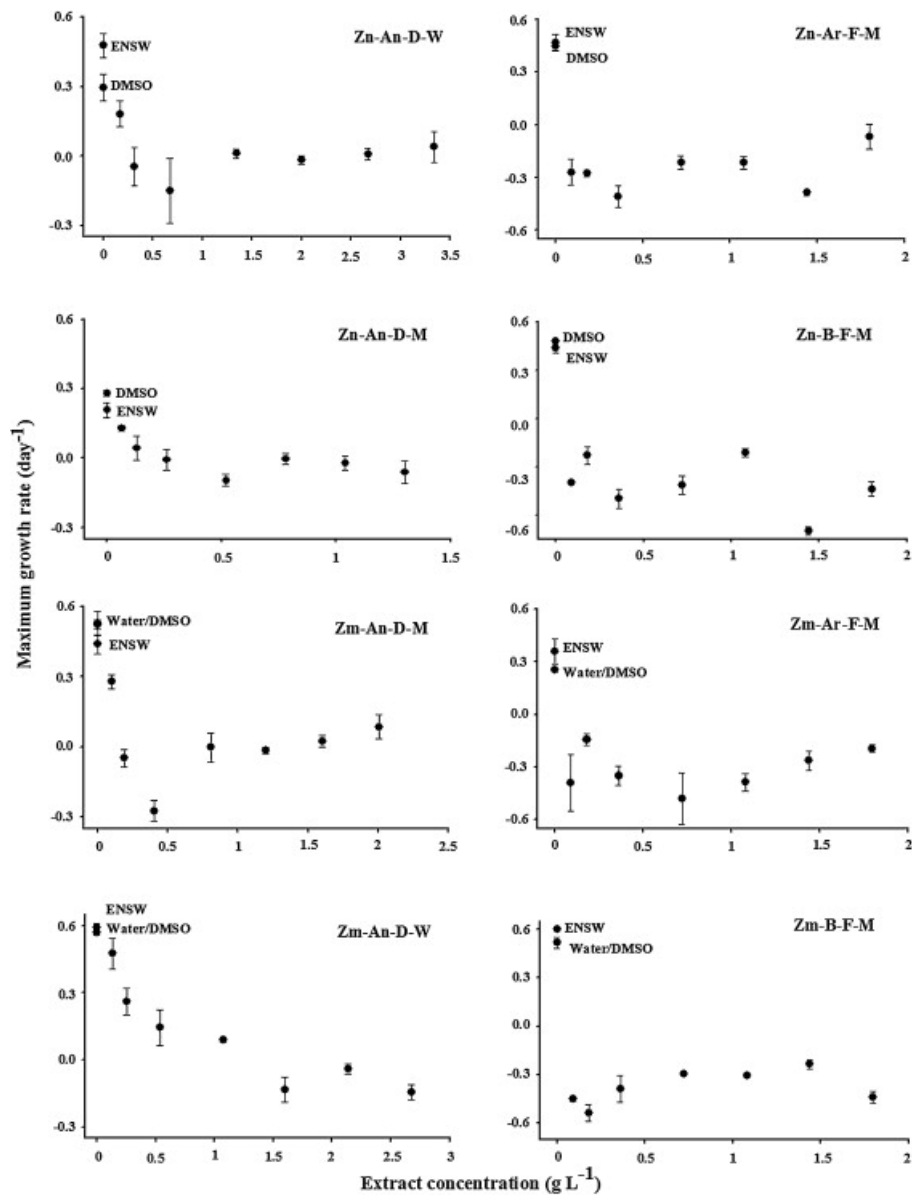 Maximum growth rate (day-1)
Zn-An-D-W
0.6
0.3
0.0
-0.3
ENSW
DMSO
0 0.5 1 1.5 2 2.5 3 3.5
Zn-Ar-F-M
0.6
0.3
0.0
-0.3
-0.6
ENSW
DMSO
0 0.5 1 1.5 2
Zn-An-D-M
0.6
0.3
0.0
-0.3
DMSO
ENSW
0 0.5 1 1.5
Zn-B-F-M
0.6
0.3
0.0
-0.3
-0.6
DMSO
ENSW
0 0.5 1 1.5 2
Zm-An-D-M
0.6
0.3
0.0
-0.3
Water/DMSO
ENSW
0 0.5 1 1.5 2 2.5
Zm-Ar-F-M
0.6
0.3
0.0
-0.3
-0.6
ENSW
Water/DMSO
0 0.5 1 1.5 2
Zm-An-D-W
0.6
0.3
0.0
-0.3
ENSW
Water/DMSO
0 0.5 1 1.5 2 2.5 3
Zm-B-F-M
0.6
0.3
0.0
-0.3
-0.6
ENSW
Water/DMSO
0 0.5 1 1.5 2
Extract concentration (g L-1)